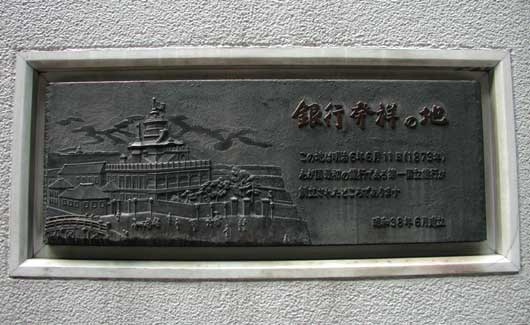 銀行発祥の地
この地は明治6年6月11日(1873年)
わが国最初の銀行である第一国立銀行が
創立されたところであります
昭和38年6月建立